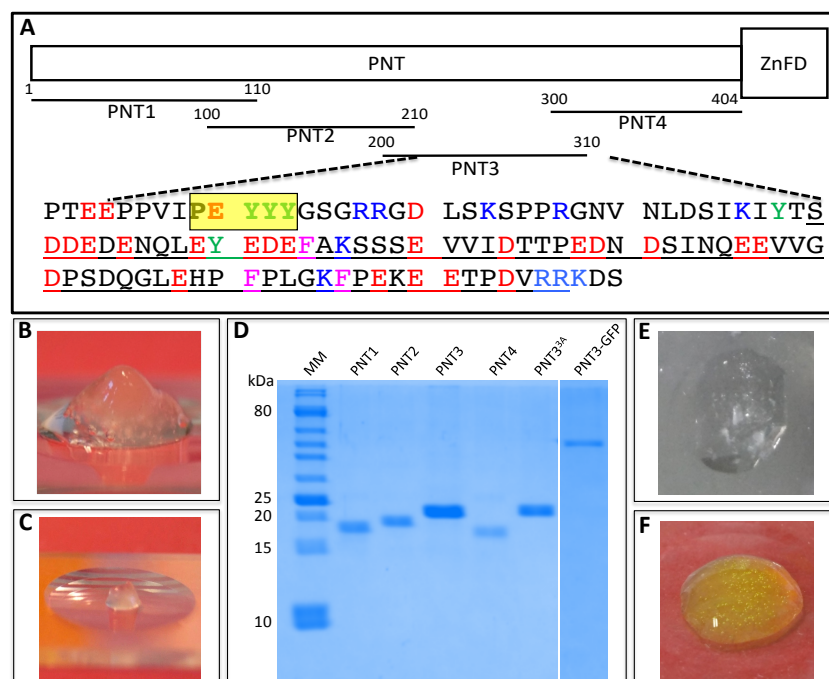 A
PNT
ZnFD
1
110
PNT1
100
210
PNT2
200
310
PNT3
300
404
PNT4
PTEEPPVIPE YYYGSGRRGD LSKSPPRGNV NLDSIKIYTS
DDEDENQLEY EDEFAKSSSE VVIDTTPEDN DSINQEEVVG
DPSDQGLEHP FPLGKFPEKE ETPDVRRKDS
B
C
D
MM PNT1 PNT2 PNT3 PNT4 PNT3³ᴬ PNT3-GFP
kDa
80
25
20
15
10
E
F